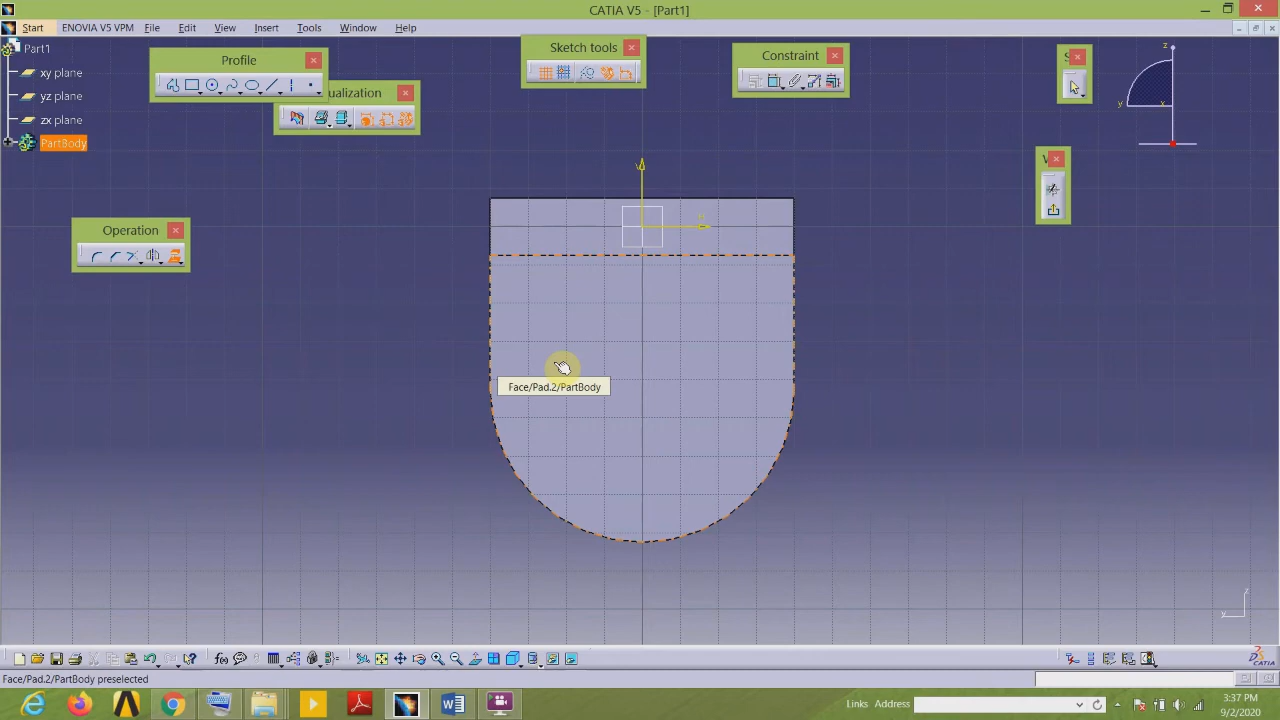 CATIA V5 - [Part1]
Start ENOVIA V5 VPM File Edit View Insert Tools Window Help
Part1
xy plane
yz plane
zx plane
PartBody
Profile
ualization
Sketch tools
Constraint
S
V
Operation
z
y
x
V
H
Face/Pad.2/PartBody
f(x)
Face/Pad.2/PartBody preselected
CATIA
Links Address
3:37 PM
9/2/2020